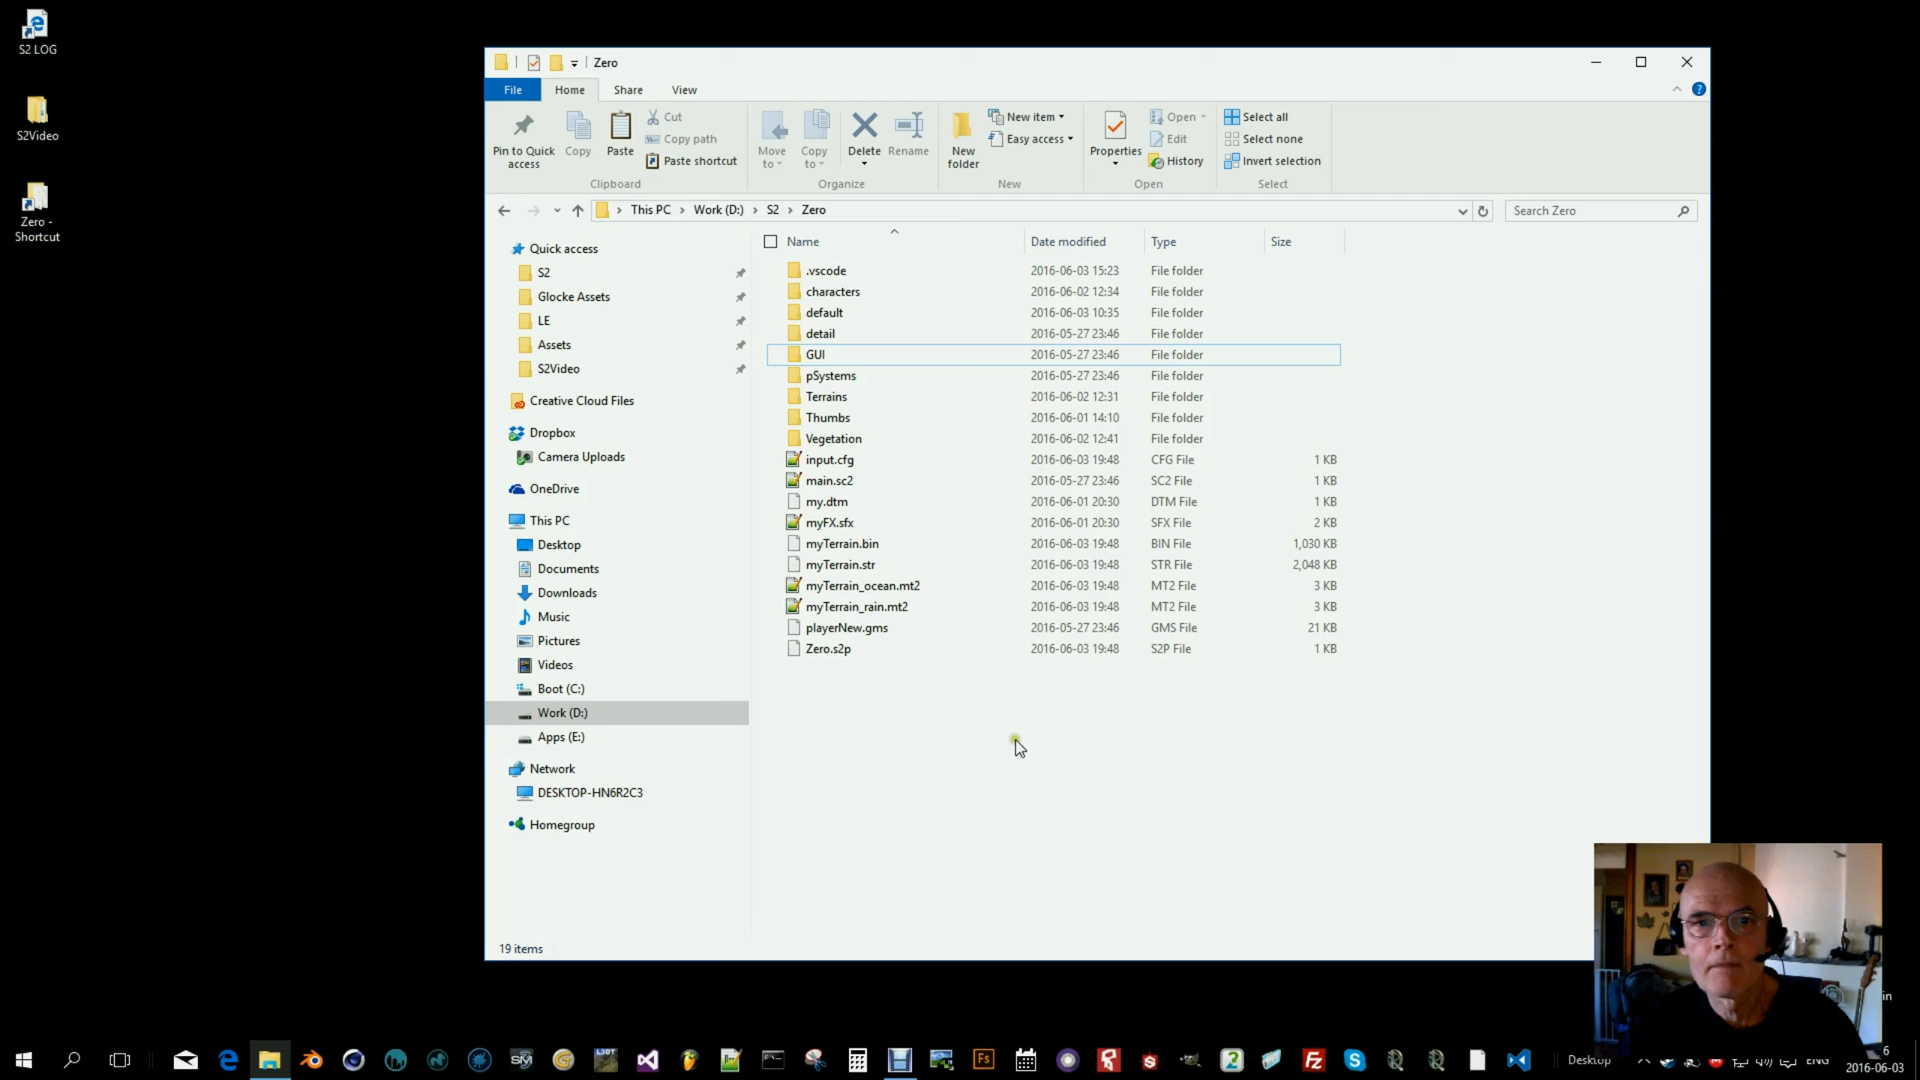 S2 LOG
S2Video
Zero -
Shortcut
Zero
File Home Share View
Pin to Quick
access
Copy
Paste
Cut
Copy path
Paste shortcut
Clipboard
Move
to
Copy
to
Delete
Rename
Organize
New
folder
New item
Easy access
New
Properties
Open
Edit
History
Open
Select all
Select none
Invert selection
Select
This PC Work (D:) S2 Zero
Search Zero
Quick access
S2
Glocke Assets
LE
Assets
S2Video
Creative Cloud Files
Dropbox
Camera Uploads
OneDrive
This PC
Desktop
Documents
Downloads
Music
Pictures
Videos
Boot (C:)
Work (D:)
Apps (E:)
Network
DESKTOP-HN6R2C3
Homegroup
Name Date modified Type Size
.vscode 2016-06-03 15:23 File folder
characters 2016-06-02 12:34 File folder
default 2016-06-03 10:35 File folder
detail 2016-05-27 23:46 File folder
GUI 2016-05-27 23:46 File folder
pSystems 2016-05-27 23:46 File folder
Terrains 2016-06-02 12:31 File folder
Thumbs 2016-06-01 14:10 File folder
Vegetation 2016-06-02 12:41 File folder
input.cfg 2016-06-03 19:48 CFG File 1 KB
main.sc2 2016-05-27 23:46 SC2 File 1 KB
my.dtm 2016-06-01 20:30 DTM File 1 KB
myFX.sfx 2016-06-01 20:30 SFX File 2 KB
myTerrain.bin 2016-06-03 19:48 BIN File 1,030 KB
myTerrain.str 2016-06-03 19:48 STR File 2,048 KB
myTerrain_ocean.mt2 2016-06-03 19:48 MT2 File 3 KB
myTerrain_rain.mt2 2016-06-03 19:48 MT2 File 3 KB
playerNew.gms 2016-05-27 23:46 GMS File 21 KB
Zero.s2p 2016-06-03 19:48 S2P File 1 KB
19 items
in
SM
L3DT
Fs
Fz
Desktop
ENG
6
2016-06-03